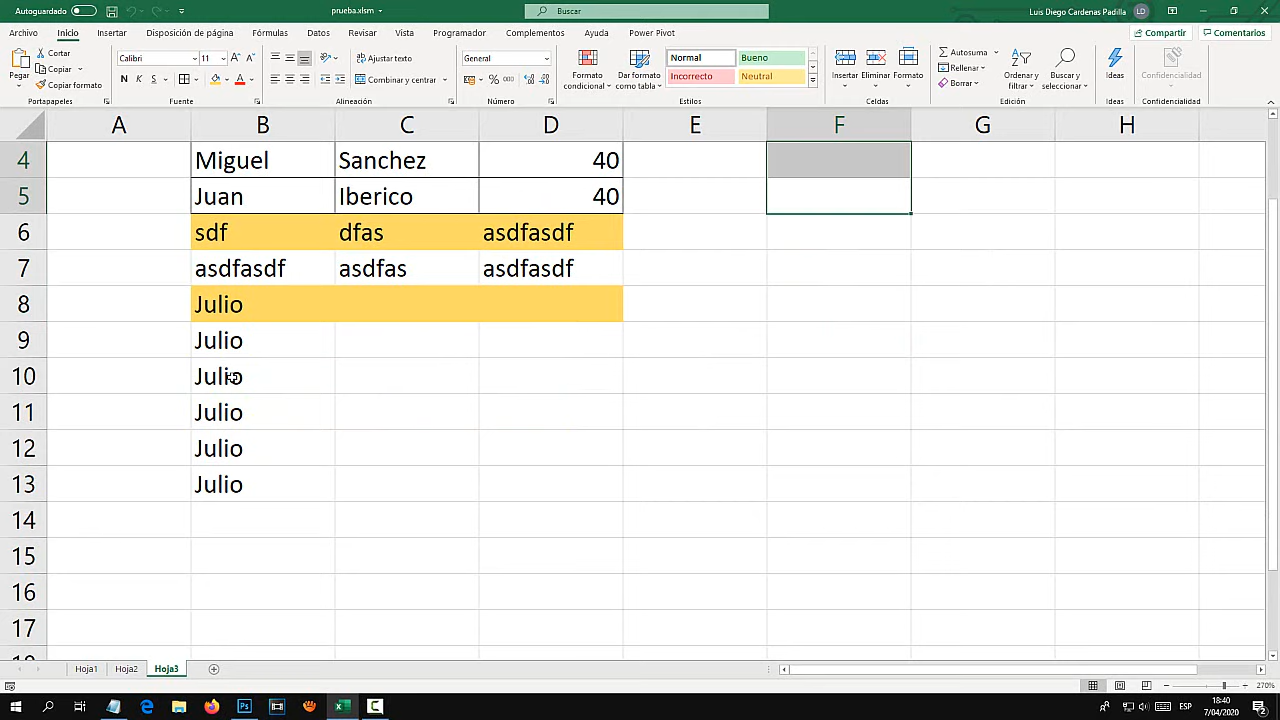 Autoguardado
prueba.xlsm
Buscar
Luis Diego Cardenas Padilla LD
Archivo Inicio Insertar Disposición de página Fórmulas Datos Revisar Vista Programador Complementos Ayuda Power Pivot Compartir Comentarios
Pegar
Cortar
Copiar
Copiar formato
Portapapeles
Calibri 11 A A
N K S A
Fuente
Ajustar texto
Combinar y centrar
Alineación
General
% 000
Número
Formato condicional
Dar formato como tabla
Normal Bueno
Incorrecto Neutral
Estilos
Insertar Eliminar Formato
Celdas
Autosuma
Rellenar
Borrar
Ordenar y filtrar
Buscar y seleccionar
Edición
Ideas
Ideas
Confidencialidad
Confidencialidad
A B C D E F G H
4 Miguel Sanchez 40
5 Juan Iberico 40
6 sdf dfas asdfasdf
7 asdfasdf asdfas asdfasdf
8 Julio
9 Julio
10 Julio
11 Julio
12 Julio
13 Julio
14
15
16
17
Hoja1 Hoja2 Hoja3
270%
Ps
ESP
18:40
7/04/2020
2